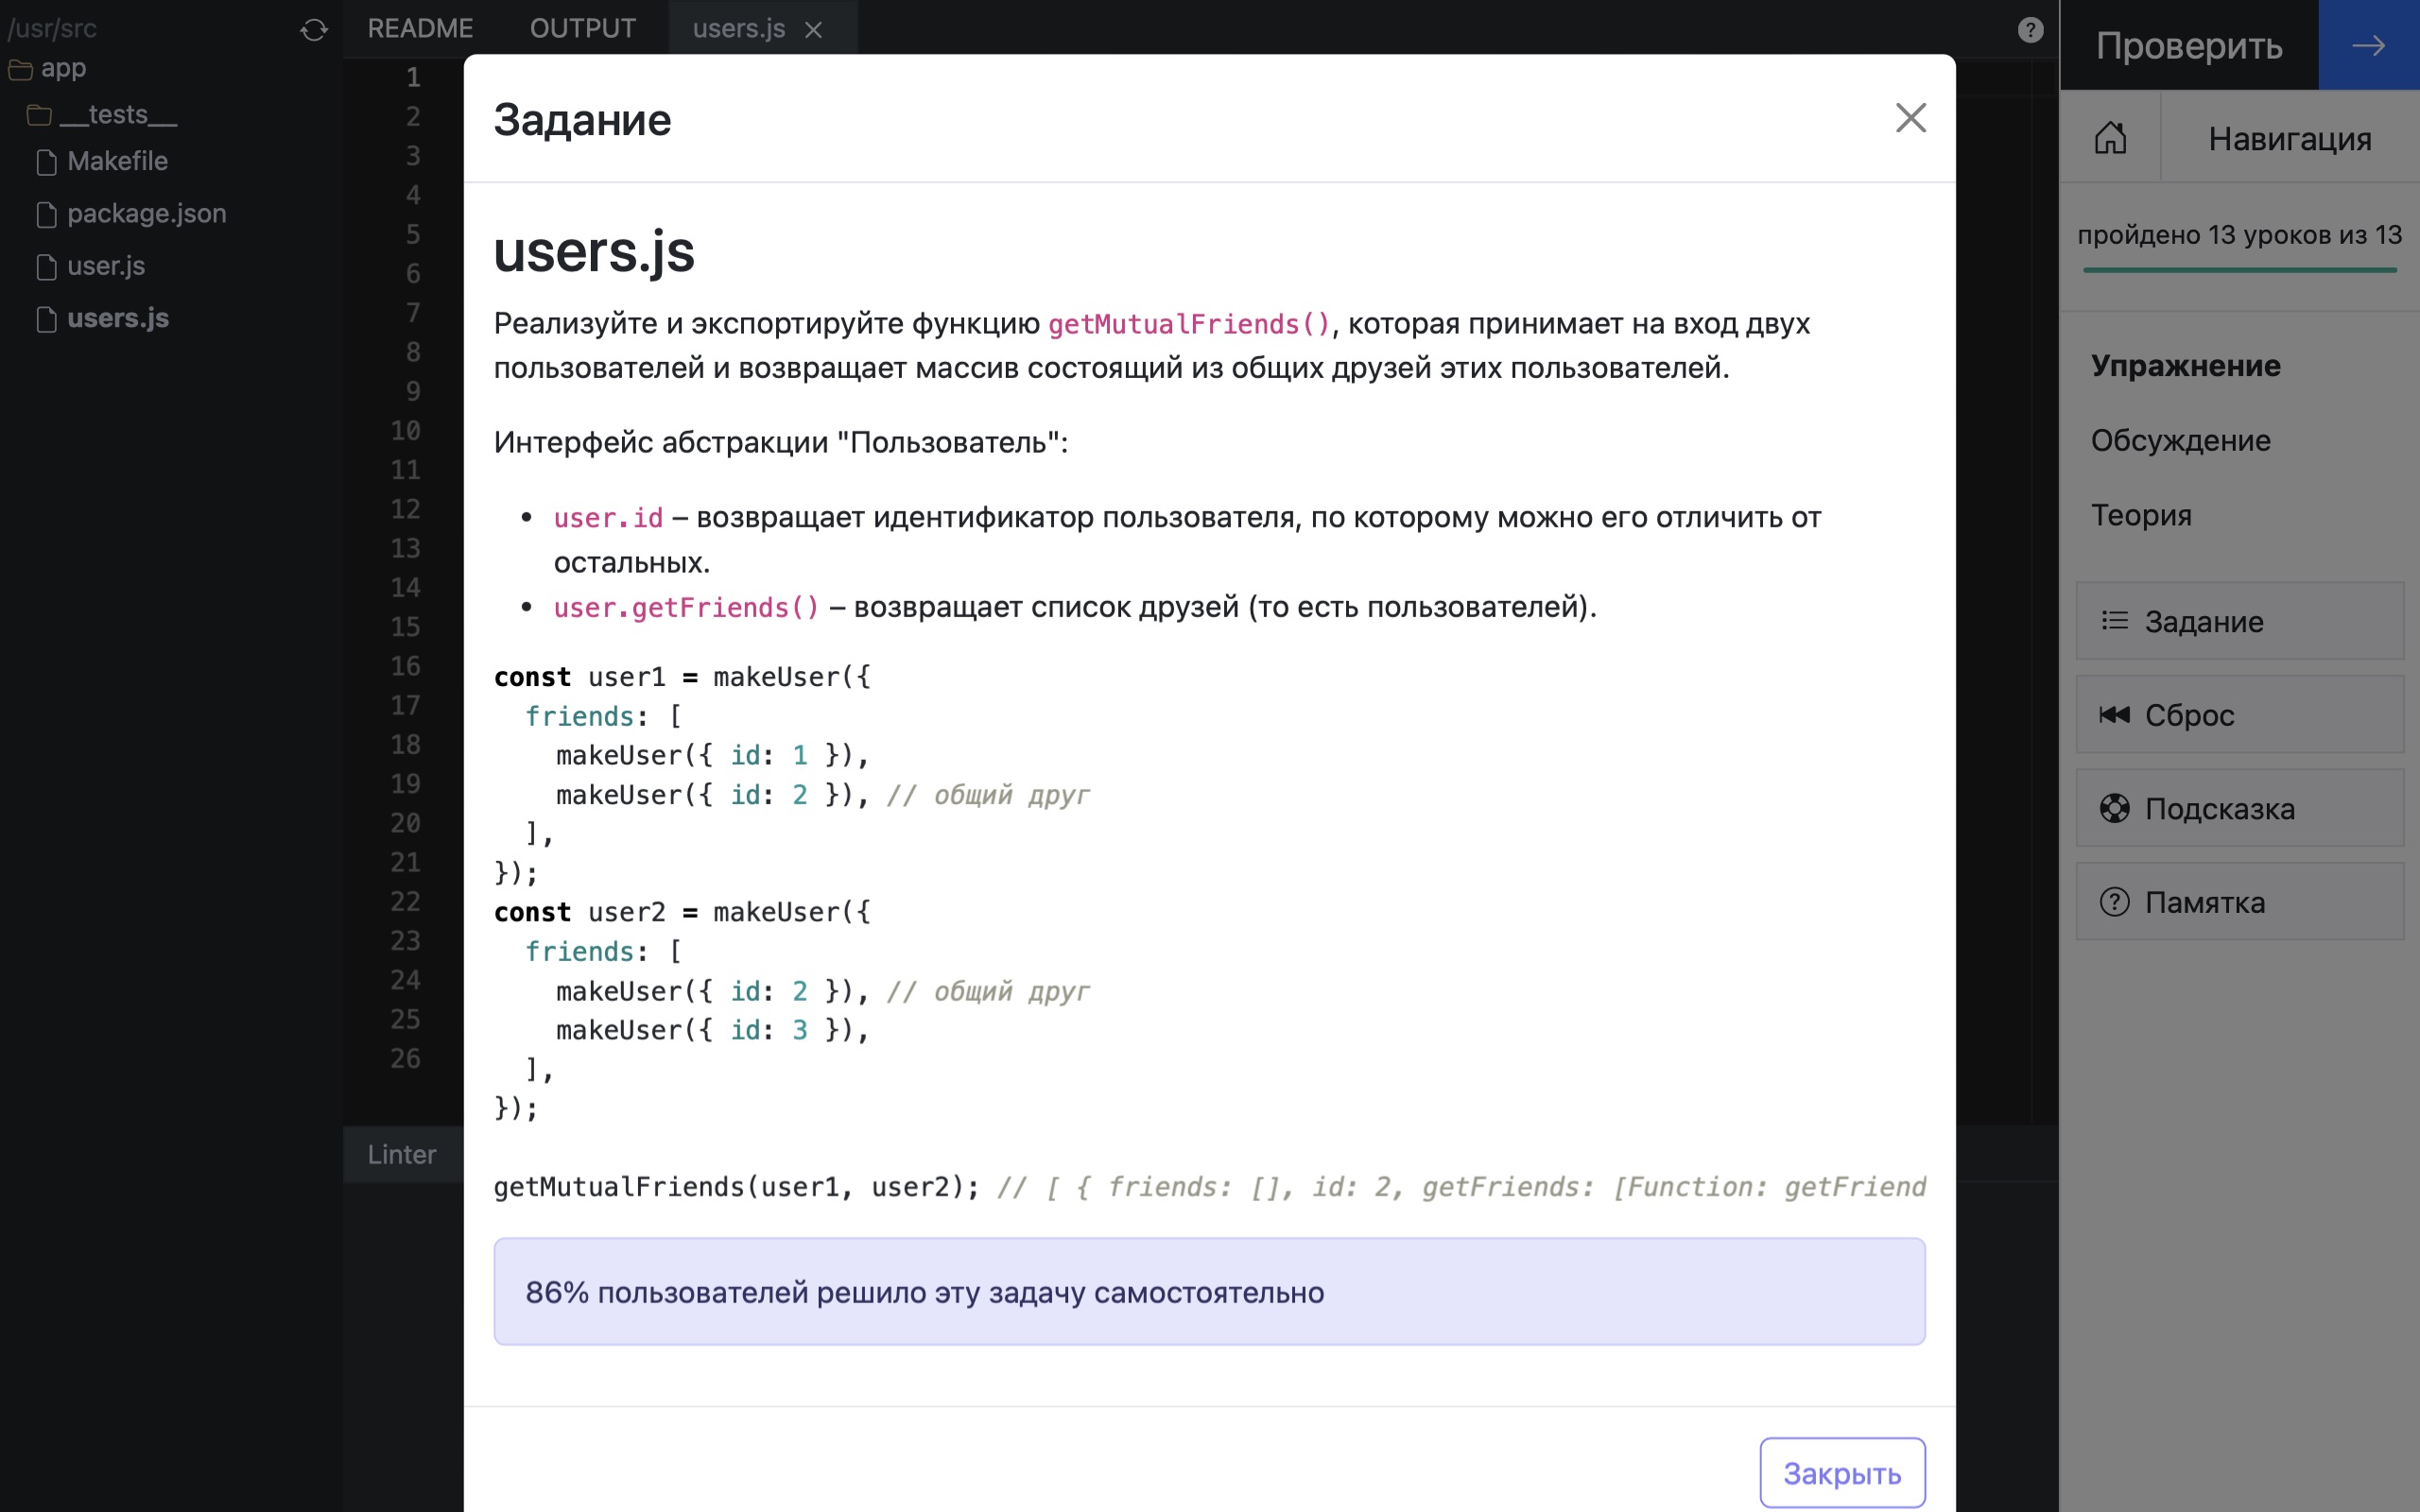 /usr/src
app
__tests__
Makefile
package.json
user.js
users.js
README
OUTPUT
users.js
1
2
3
4
5
6
7
8
9
10
11
12
13
14
15
16
17
18
19
20
21
22
23
24
25
26
Linter
Задание
users.js
Реализуйте и экспортируйте функцию getMutualFriends(), которая принимает на вход двух
пользователей и возвращает массив состоящий из общих друзей этих пользователей.
Интерфейс абстракции "Пользователь":
• user.id – возвращает идентификатор пользователя, по которому можно его отличить от
остальных.
• user.getFriends() – возвращает список друзей (то есть пользователей).
const user1 = makeUser({
  friends: [
    makeUser({ id: 1 }),
    makeUser({ id: 2 }), // общий друг
  ],
});
const user2 = makeUser({
  friends: [
    makeUser({ id: 2 }), // общий друг
    makeUser({ id: 3 }),
  ],
});
getMutualFriends(user1, user2); // [ { friends: [], id: 2, getFriends: [Function: getFriend
86% пользователей решило эту задачу самостоятельно
Закрыть
?
Проверить →
Навигация
пройдено 13 уроков из 13
Упражнение
Обсуждение
Теория
Задание
Сброс
Подсказка
? Памятка